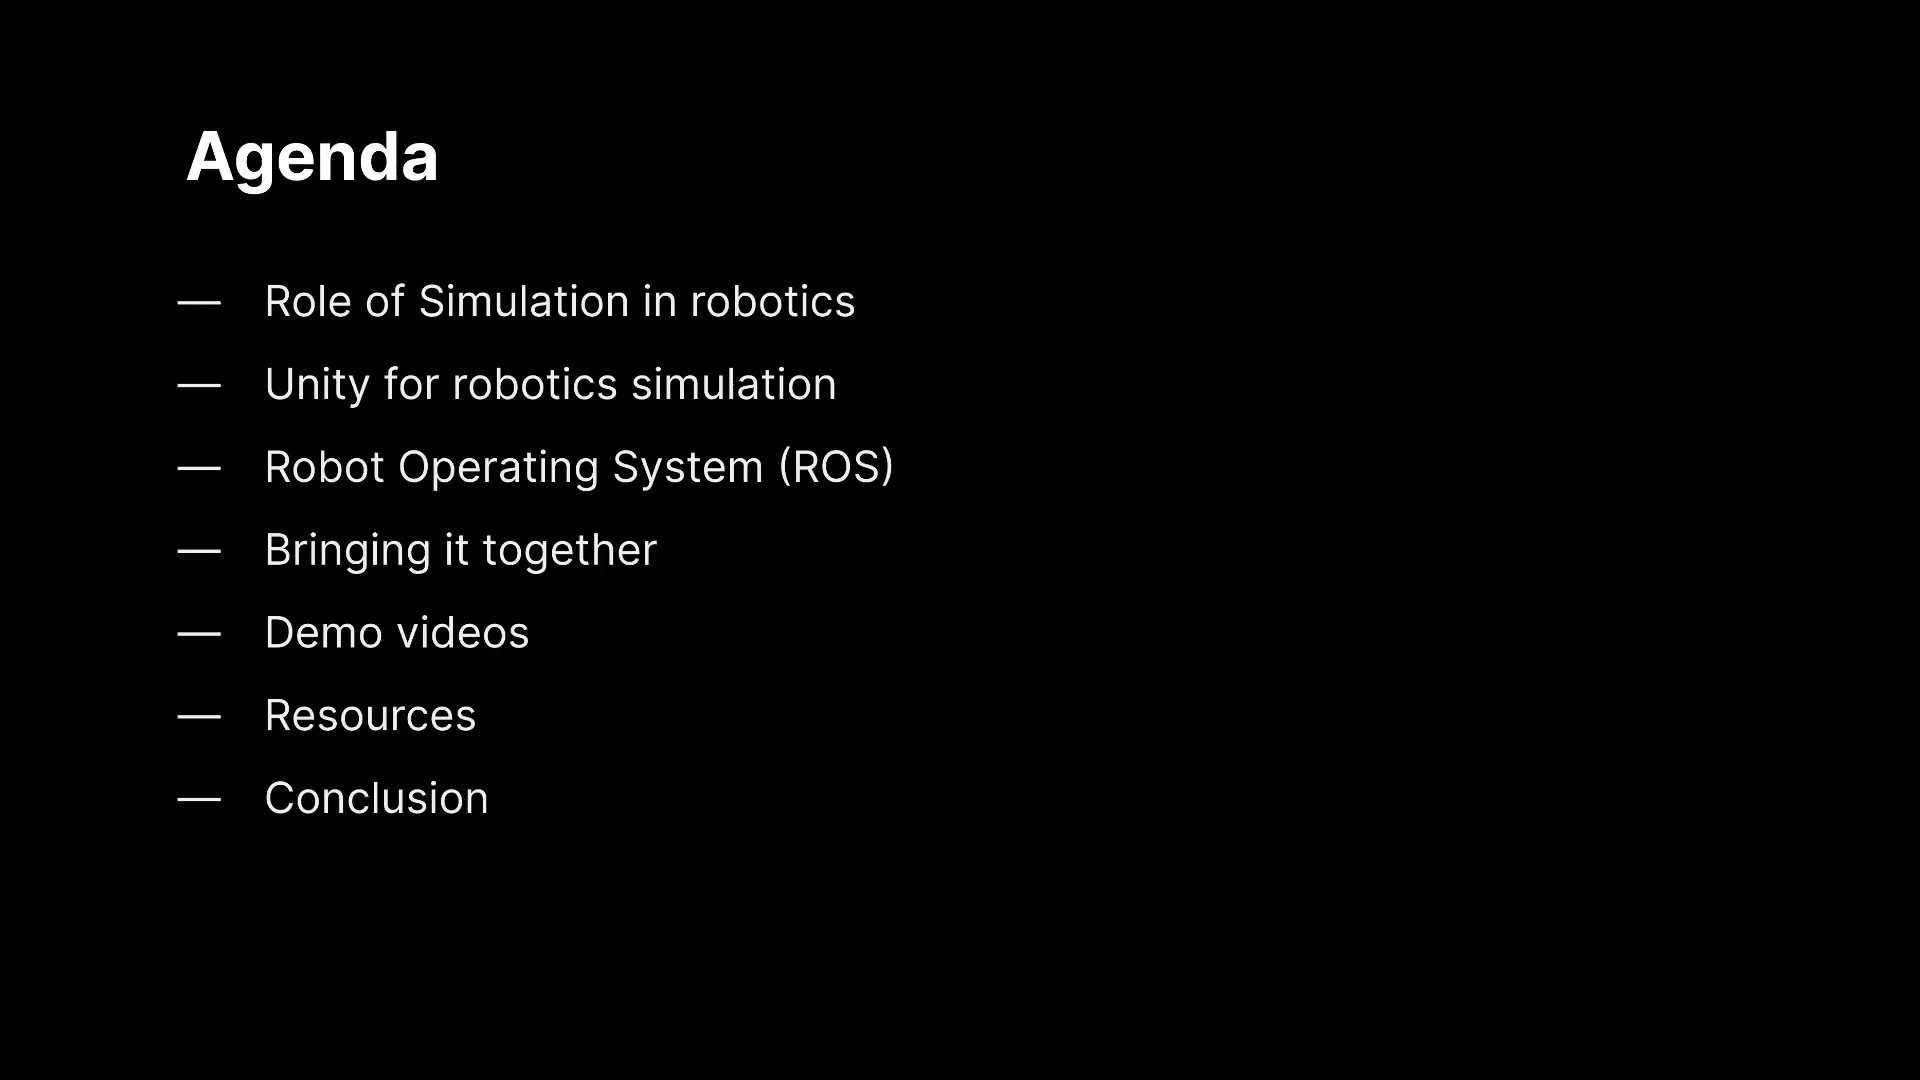 Agenda
— Role of Simulation in robotics
— Unity for robotics simulation
— Robot Operating System (ROS)
— Bringing it together
— Demo videos
— Resources
— Conclusion